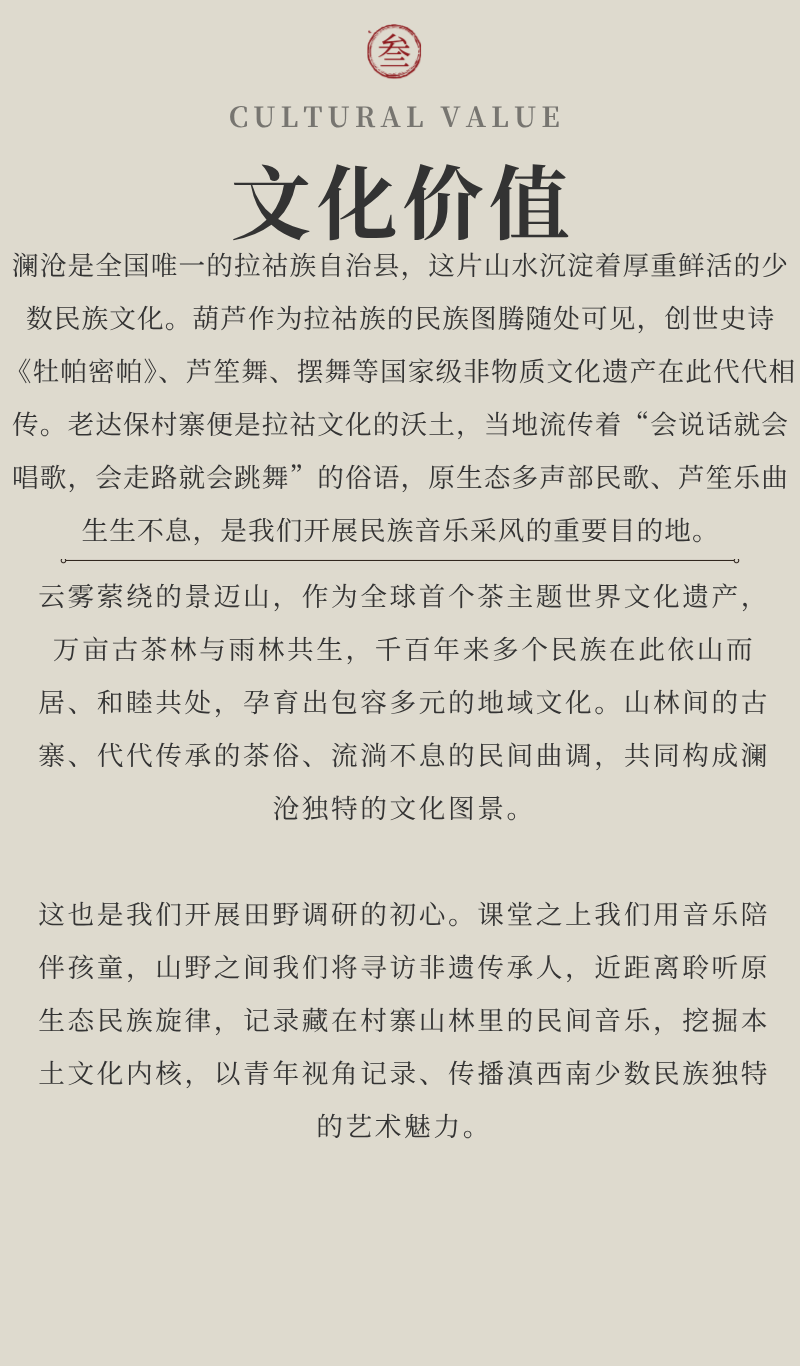 叁
CULTURAL VALUE
文化价值
澜沧是全国唯一的拉祜族自治县，这片山水沉淀着厚重鲜活的少
数民族文化。葫芦作为拉祜族的民族图腾随处可见，创世史诗
《牡帕密帕》、芦笙舞、摆舞等国家级非物质文化遗产在此代代相
传。老达保村寨便是拉祜文化的沃土，当地流传着“会说话就会
唱歌，会走路就会跳舞”的俗语，原生态多声部民歌、芦笙乐曲
生生不息，是我们开展民族音乐采风的重要目的地。
云雾萦绕的景迈山，作为全球首个茶主题世界文化遗产，
万亩古茶林与雨林共生，千百年来多个民族在此依山而
居、和睦共处，孕育出包容多元的地域文化。山林间的古
寨、代代传承的茶俗、流淌不息的民间曲调，共同构成澜
沧独特的文化图景。
这也是我们开展田野调研的初心。课堂之上我们用音乐陪
伴孩童，山野之间我们将寻访非遗传承人，近距离聆听原
生态民族旋律，记录藏在村寨山林里的民间音乐，挖掘本
土文化内核，以青年视角记录、传播滇西南少数民族独特
的艺术魅力。